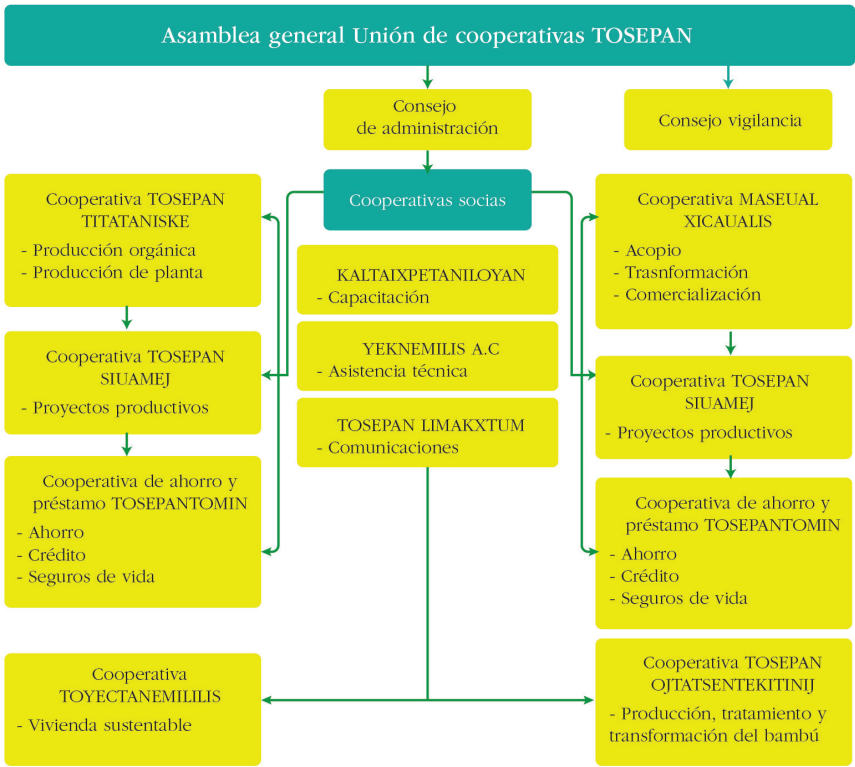 Asamblea general Unión de cooperativas TOSEPAN
Consejo
de administración
Consejo vigilancia
Cooperativas socias
Cooperativa TOSEPAN
TITATANISKE
- Producción orgánica
- Producción de planta
Cooperativa TOSEPAN
SIUAMEJ
- Proyectos productivos
Cooperativa de ahorro y
préstamo TOSEPANTOMIN
- Ahorro
- Crédito
- Seguros de vida
Cooperativa
TOYECTANEMILILIS
- Vivienda sustentable
KALTAIXPETANILOYAN
- Capacitación
YEKNEMILIS A.C
- Asistencia técnica
TOSEPAN LIMAKXTUM
- Comunicaciones
Cooperativa MASEUAL
XICAUALIS
- Acopio
- Trasnformación
- Comercialización
Cooperativa TOSEPAN
SIUAMEJ
- Proyectos productivos
Cooperativa de ahorro y
préstamo TOSEPANTOMIN
- Ahorro
- Crédito
- Seguros de vida
Cooperativa TOSEPAN
OJTATSENTEKITINIJ
- Producción, tratamiento y
transformación del bambú